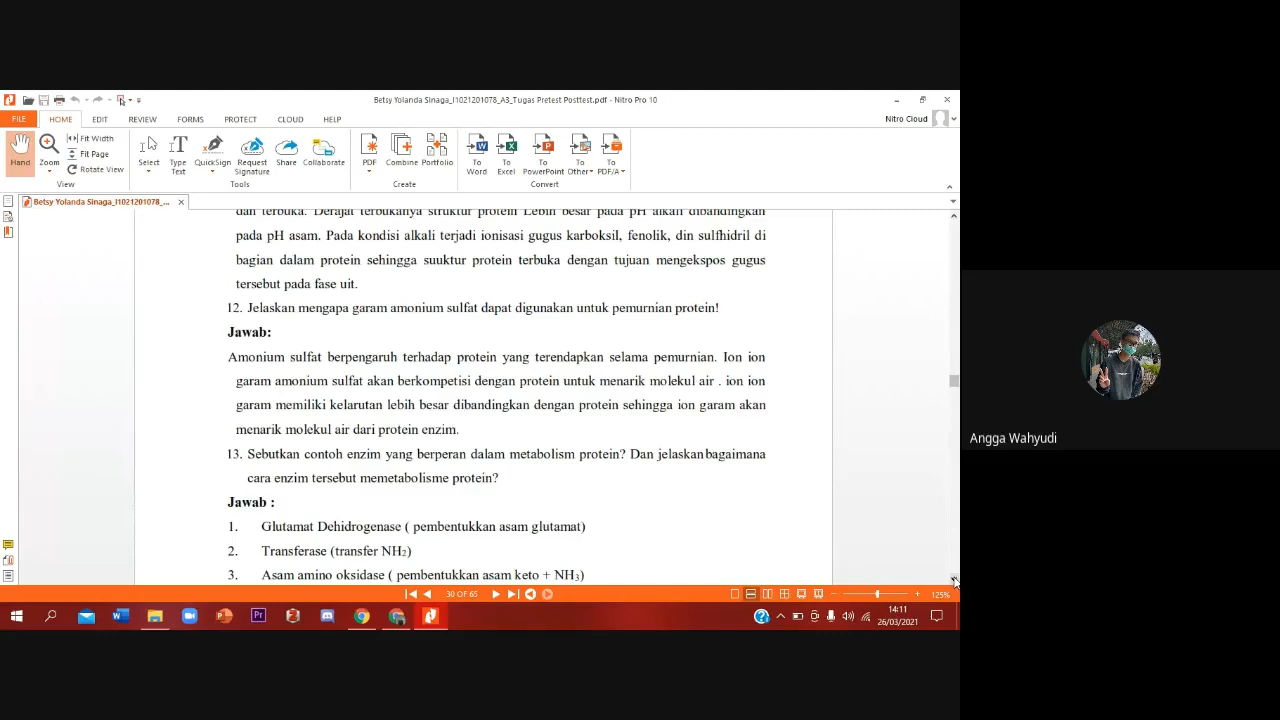 Betsy Yolanda Sinaga_I1021201078_A3_Tugas Pretest Posttest.pdf - Nitro Pro 10
FILE HOME EDIT REVIEW FORMS PROTECT CLOUD HELP
Nitro Cloud
Hand
Zoom
Fit Width
Fit Page
Rotate View
View
Select
Type Text
QuickSign
Request Signature
Share
Collaborate
Tools
PDF
Combine
Portfolio
Create
To Word
To Excel
To PowerPoint
To Other
To PDF/A
Convert
Betsy Yolanda Sinaga_I1021201078_...
dan terbuka. Derajat terbukanya struktur protein Lebih besar pada pH alkali dibandingkan
pada pH asam. Pada kondisi alkali terjadi ionisasi gugus karboksil, fenolik, din sulfhidril di
bagian dalam protein sehingga suuktur protein terbuka dengan tujuan mengekspos gugus
tersebut pada fase uit.
12. Jelaskan mengapa garam amonium sulfat dapat digunakan untuk pemurnian protein!
Jawab:
Amonium sulfat berpengaruh terhadap protein yang terendapkan selama pemurnian. Ion ion
garam amonium sulfat akan berkompetisi dengan protein untuk menarik molekul air . ion ion
garam memiliki kelarutan lebih besar dibandingkan dengan protein sehingga ion garam akan
menarik molekul air dari protein enzim.
13. Sebutkan contoh enzim yang berperan dalam metabolism protein? Dan jelaskan bagaimana
cara enzim tersebut memetabolisme protein?
Jawab :
1. Glutamat Dehidrogenase ( pembentukkan asam glutamat)
2. Transferase (transfer NH2)
3. Asam amino oksidase ( pembentukkan asam keto + NH3)
30 OF 65
125%
14:11
26/03/2021
Angga Wahyudi